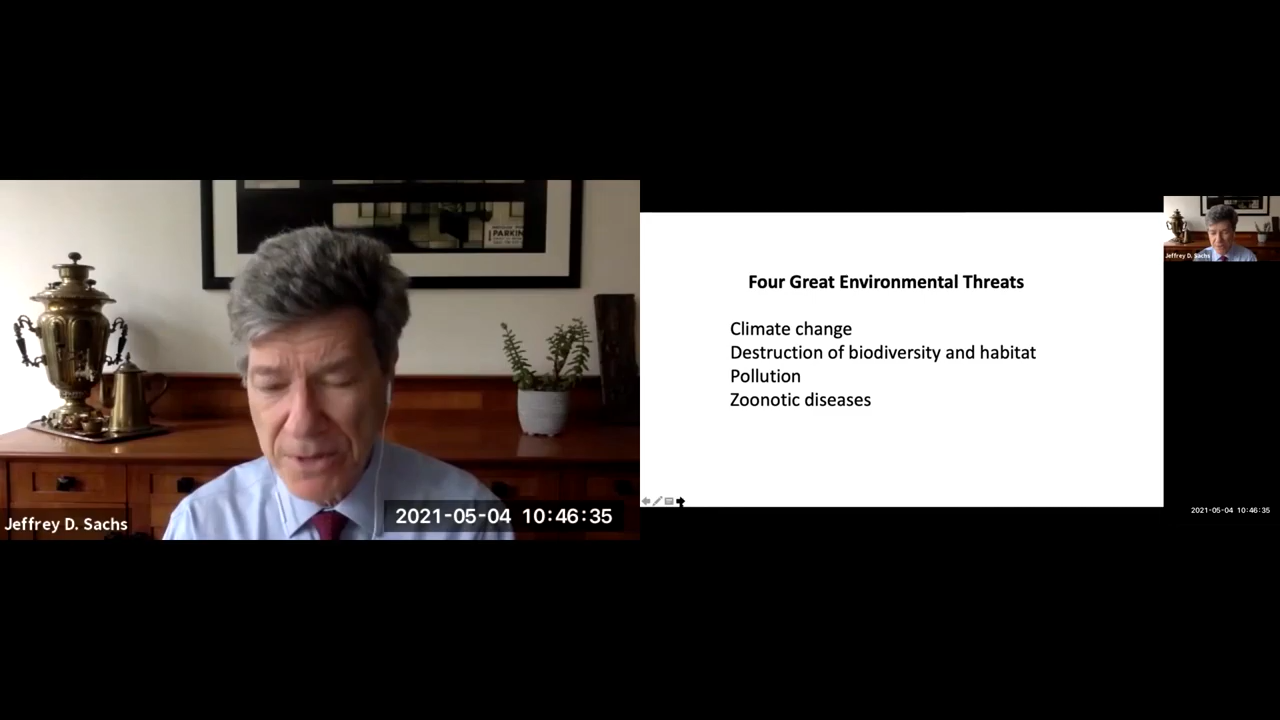 PARKIN
Jeffrey D. Sachs
2021-05-04 10:46:35
Four Great Environmental Threats
Climate change
Destruction of biodiversity and habitat
Pollution
Zoonotic diseases
Jeffrey D. Sachs
2021-05-04 10:46:35